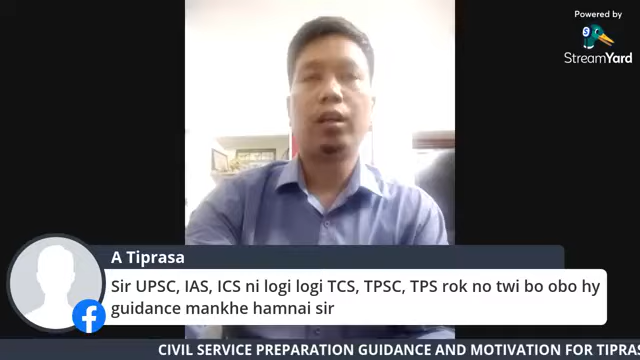 Powered by
StreamYard
A Tiprasa
Sir UPSC, IAS, ICS ni logi logi TCS, TPSC, TPS rok no twi bo obo hy
guidance mankhe hamnai sir
CIVIL SERVICE PREPARATION GUIDANCE AND MOTIVATION FOR TIPRAS